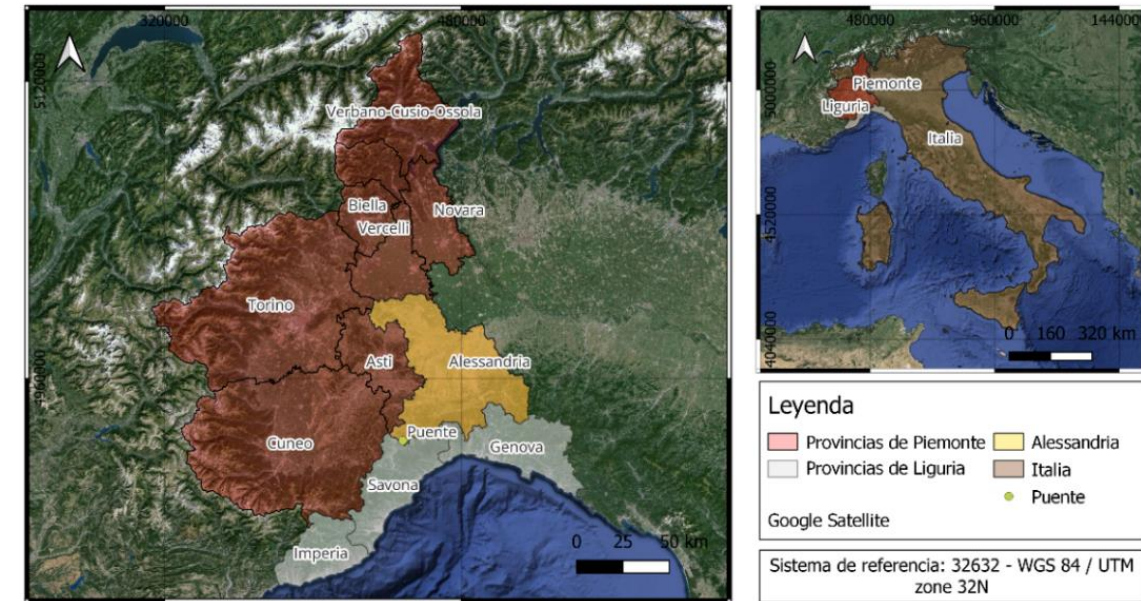 320000
480000
5120000
4960000
Verbano-Cusio-Ossola
Biella
Novara
Vercelli
Torino
Asti
Alessandria
Cuneo
Puente
Genova
Savona
Imperia
0 25 50 km
480000
960000
1440000
4520000
4040000
Piemonte
Liguria
Italia
0 160 320 km
Leyenda
Provincias de Piemonte
Alessandria
Provincias de Liguria
Italia
Puente
Google Satellite
Sistema de referencia: 32632 - WGS 84 / UTM
zone 32N